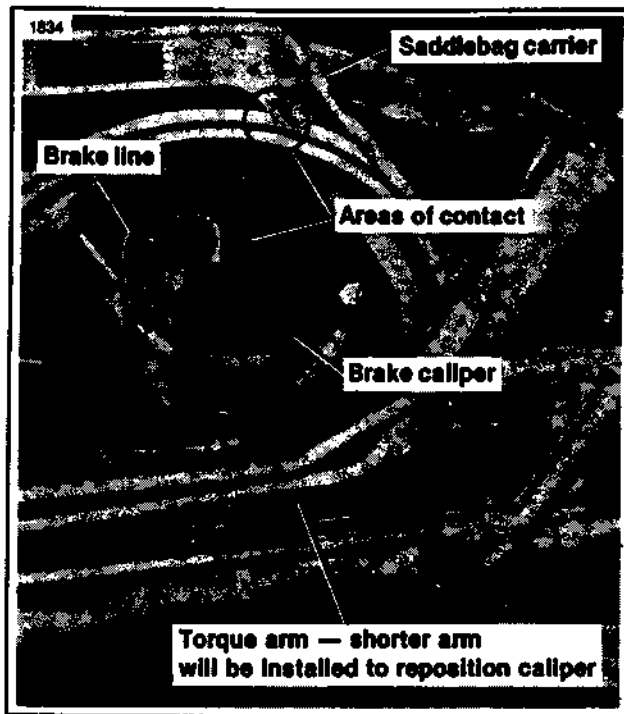 1834
Saddlebag carrier
Brake line
Areas of contact
Brake caliper
Torque arm — shorter arm
will be installed to reposition caliper